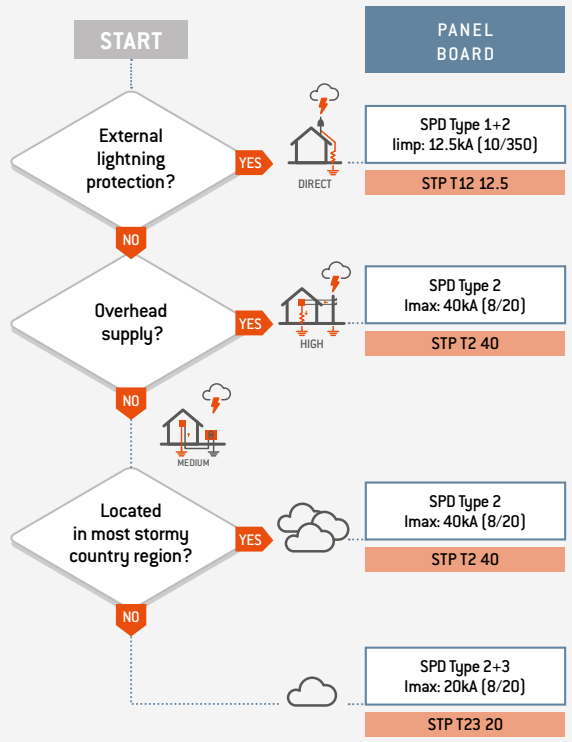 START
PANEL
BOARD
External
lightning
protection?
YES
DIRECT
SPD Type 1+2
Iimp: 12.5kA (10/350)
STP T12 12.5
NO
Overhead
supply?
YES
HIGH
SPD Type 2
Imax: 40kA (8/20)
STP T2 40
NO
MEDIUM
Located
in most stormy
country region?
YES
SPD Type 2
Imax: 40kA (8/20)
STP T2 40
NO
SPD Type 2+3
Imax: 20kA (8/20)
STP T23 20